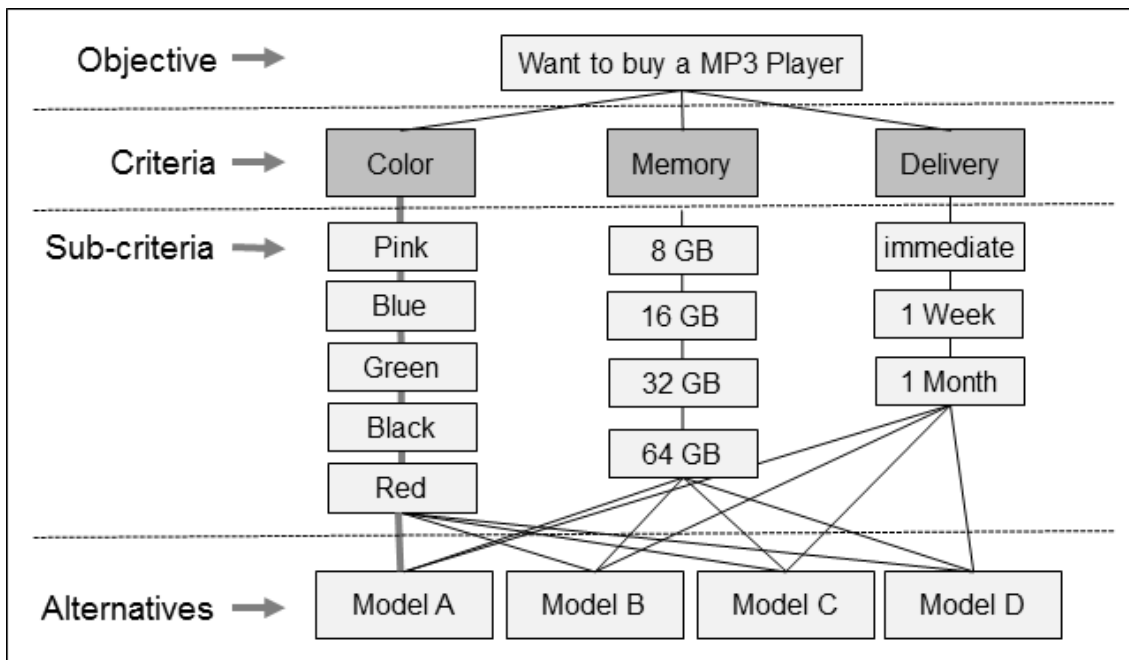 Objective
Want to buy a MP3 Player
Criteria
Color
Memory
Delivery
Sub-criteria
Pink
8 GB
immediate
Blue
16 GB
1 Week
Green
32 GB
1 Month
Black
64 GB
Red
Alternatives
Model A
Model B
Model C
Model D